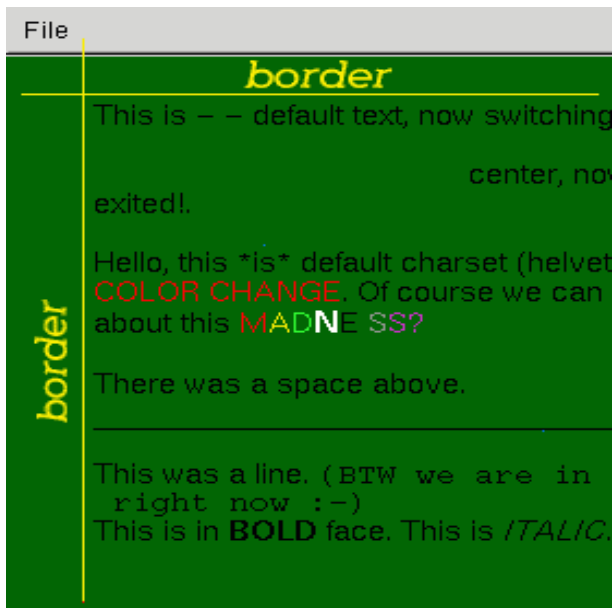 File
border
This is – – default text, now switching
center, now
exited!.
Hello, this *is* default charset (helvet
COLOR CHANGE. Of course we can
about this MADNE SS?
border
There was a space above.
This was a line. (BTW we are in
right now :-)
This is in BOLD face. This is ITALIC.